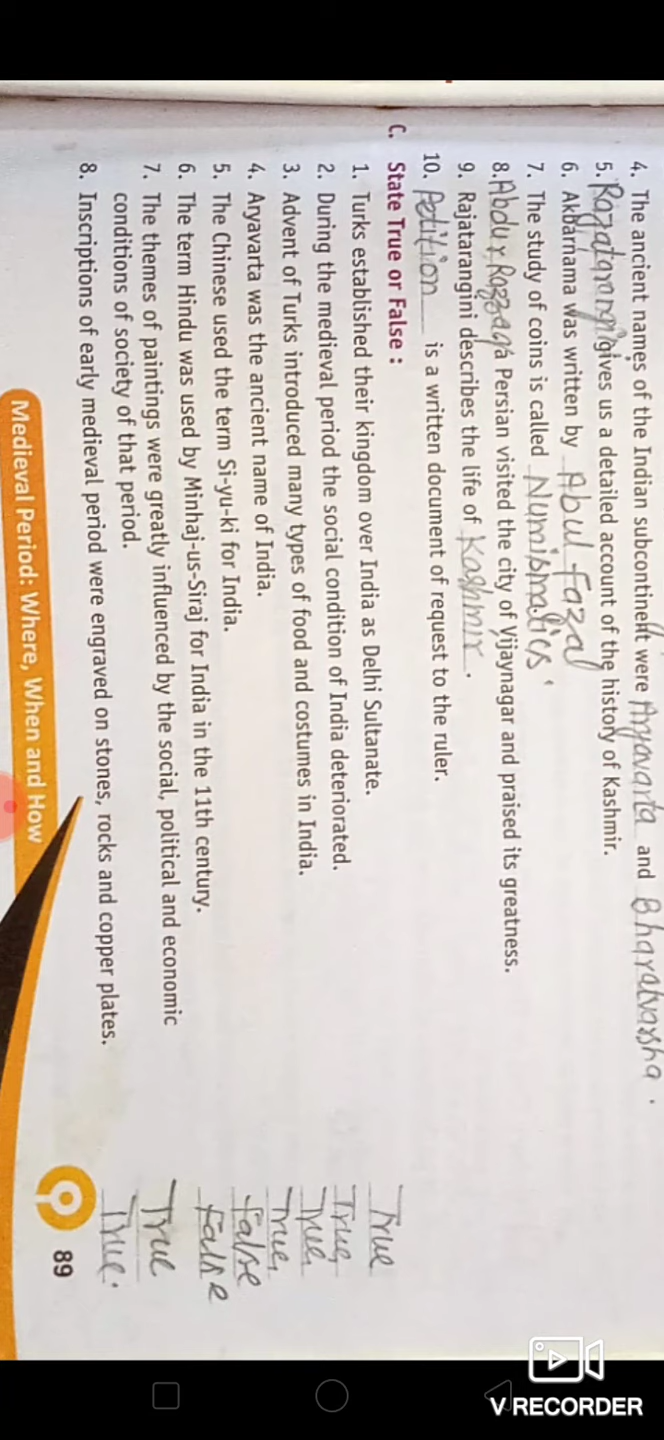 4. The ancient names of the Indian subcontinent were Aryavarta and Bharatvarsha.
5. Rajatarangini gives us a detailed account of the history of Kashmir.
6. Akbarnama was written by Abul Fazal
7. The study of coins is called Numismatics.
8. Abdur Razzaq a Persian visited the city of Vijaynagar and praised its greatness.
9. Rajatarangini describes the life of Kashmir.
10. Petition is a written document of request to the ruler.
C. State True or False :
1. Turks established their kingdom over India as Delhi Sultanate. True
2. During the medieval period the social condition of India deteriorated. True
3. Advent of Turks introduced many types of food and costumes in India. True
4. Aryavarta was the ancient name of India. True
5. The Chinese used the term Si-yu-ki for India. False
6. The term Hindu was used by Minhaj-us-Siraj for India in the 11th century. False
7. The themes of paintings were greatly influenced by the social, political and economic
conditions of society of that period. True
8. Inscriptions of early medieval period were engraved on stones, rocks and copper plates. True.
Medieval Period: Where, When and How
89
V RECORDER